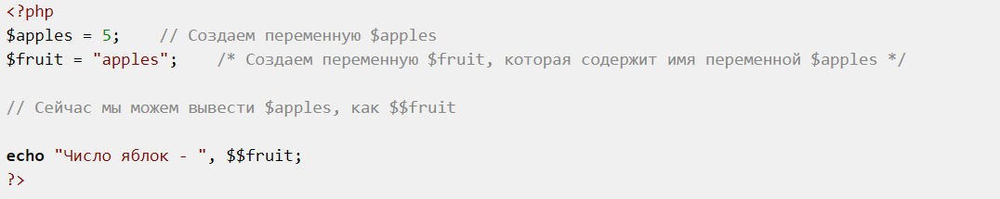 <?php
$apples = 5;    // Создаем переменную $apples
$fruit = "apples";    /* Создаем переменную $fruit, которая содержит имя переменной $apples */
// Сейчас мы можем вывести $apples, как $$fruit
echo "Число яблок - ", $$fruit;
?>